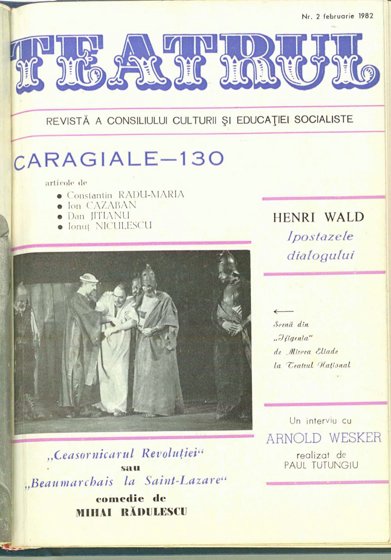 Nr. 2 februarie 1982
TEATRUL
REVISTĂ A CONSILIULUI CULTURII ŞI EDUCAŢIEI SOCIALISTE
CARAGIALE—130
articole de
● Constantin RADU-MARIA
● Ion CAZABAN
● Dan JITIANU
● Ionuţ NICULESCU
HENRI WALD
Ipostazele
dialogului
←
Scenă din
„Ifigenia"
de Mircea Eliade
la Teatrul Naţional
Un interviu cu
ARNOLD WESKER
realizat de
PAUL TUTUNGIU
„Ceasornicarul Revoluţiei"
sau
„Beaumarchais la Saint-Lazare"
comedie de
MIHAI RĂDULESCU